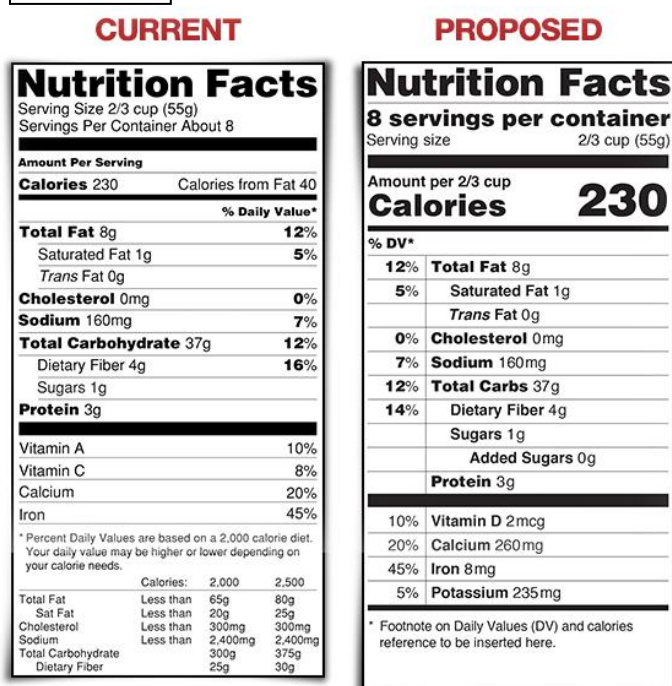 CURRENT
Nutrition Facts
Serving Size 2/3 cup (55g)
Servings Per Container About 8
Amount Per Serving
Calories 230 Calories from Fat 40
% Daily Value*
Total Fat 8g 12%
Saturated Fat 1g 5%
Trans Fat 0g
Cholesterol 0mg 0%
Sodium 160mg 7%
Total Carbohydrate 37g 12%
Dietary Fiber 4g 16%
Sugars 1g
Protein 3g
Vitamin A 10%
Vitamin C 8%
Calcium 20%
Iron 45%
* Percent Daily Values are based on a 2,000 calorie diet.
Your daily value may be higher or lower depending on
your calorie needs.
Calories: 2,000 2,500
Total Fat Less than 65g 80g
Sat Fat Less than 20g 25g
Cholesterol Less than 300mg 300mg
Sodium Less than 2,400mg 2,400mg
Total Carbohydrate 300g 375g
Dietary Fiber 25g 30g
PROPOSED
Nutrition Facts
8 servings per container
Serving size 2/3 cup (55g)
Amount per 2/3 cup
Calories 230
% DV*
12% Total Fat 8g
5% Saturated Fat 1g
Trans Fat 0g
0% Cholesterol 0mg
7% Sodium 160mg
12% Total Carbs 37g
14% Dietary Fiber 4g
Sugars 1g
Added Sugars 0g
Protein 3g
10% Vitamin D 2mcg
20% Calcium 260mg
45% Iron 8mg
5% Potassium 235mg
* Footnote on Daily Values (DV) and calories
reference to be inserted here.